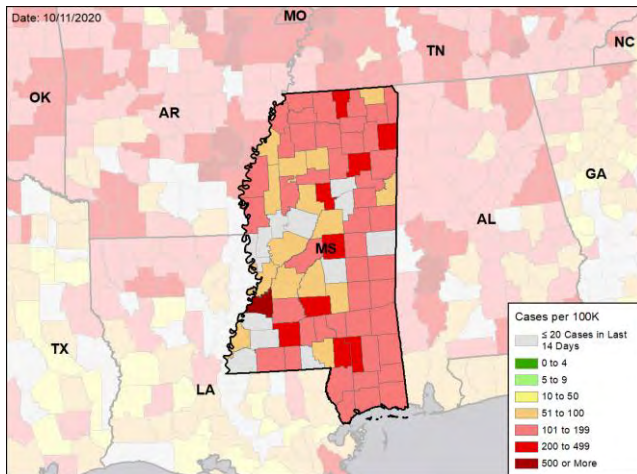 Date: 10/11/2020
MO
NC
TN
OK
AR
GA
MS
AL
TX
LA
Cases per 100K
≤ 20 Cases in Last
14 Days
0 to 4
5 to 9
10 to 50
51 to 100
101 to 199
200 to 499
500 or More